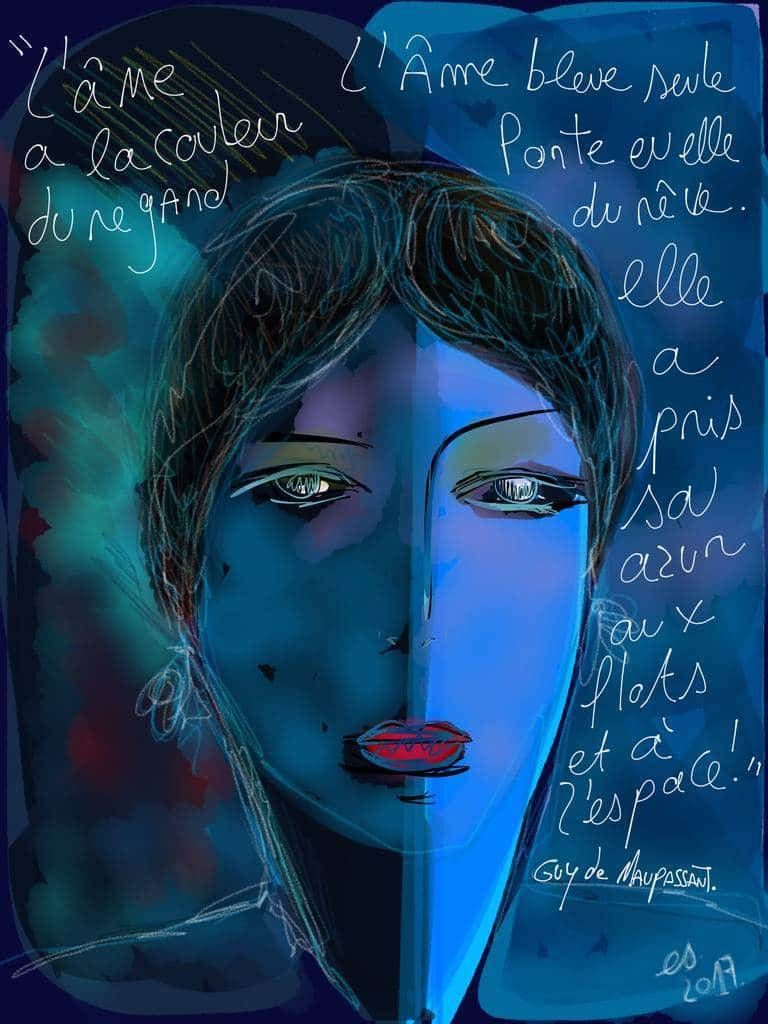 "L'âme
a la couleur
du regard
L'Âme bleue seule
Porte en elle
du rêve.
elle
a
pris
son
azur
aux
flots
et à
l'espace!"
GUY de MAUPASSANT.
es
2017